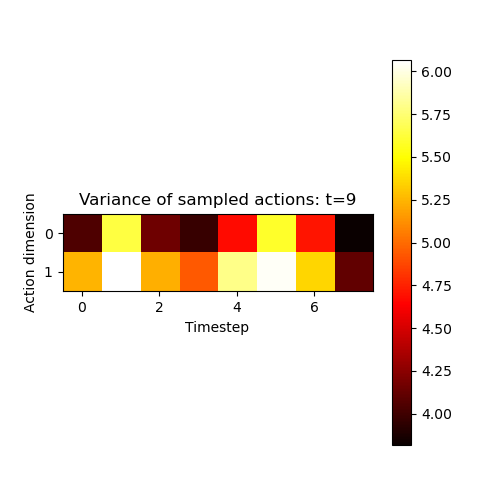 Variance of sampled actions: t=9
Action dimension
0
1
0 2 4 6
Timestep
6.00
5.75
5.50
5.25
5.00
4.75
4.50
4.25
4.00